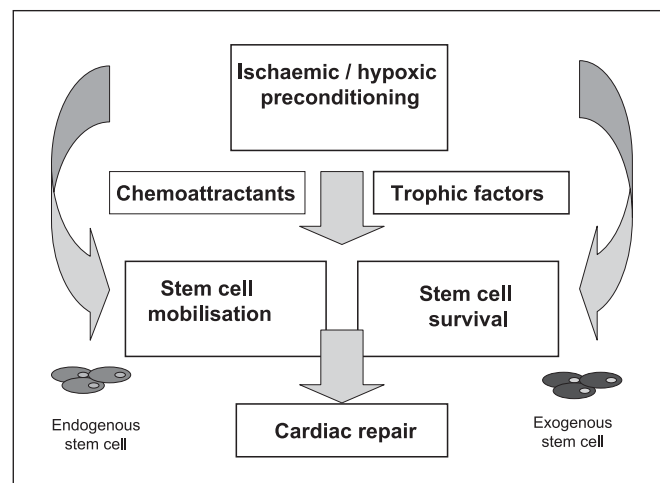 Ischaemic / hypoxic
preconditioning
Chemoattractants
Trophic factors
Stem cell
mobilisation
Stem cell
survival
Endogenous
stem cell
Cardiac repair
Exogenous
stem cell